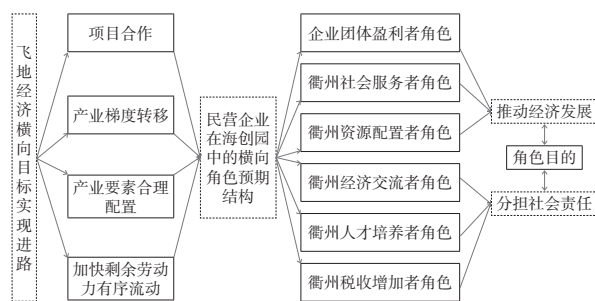 飞地经济横向目标实现进路
项目合作
产业梯度转移
产业要素合理
配置
加快剩余劳动
力有序流动
民营企业
在海创园
中的横向
角色预期
结构
企业团体盈利者角色
衢州社会服务者角色
衢州资源配置者角色
衢州经济交流者角色
衢州人才培养者角色
衢州税收增加者角色
推动经济发展
角色目的
分担社会责任